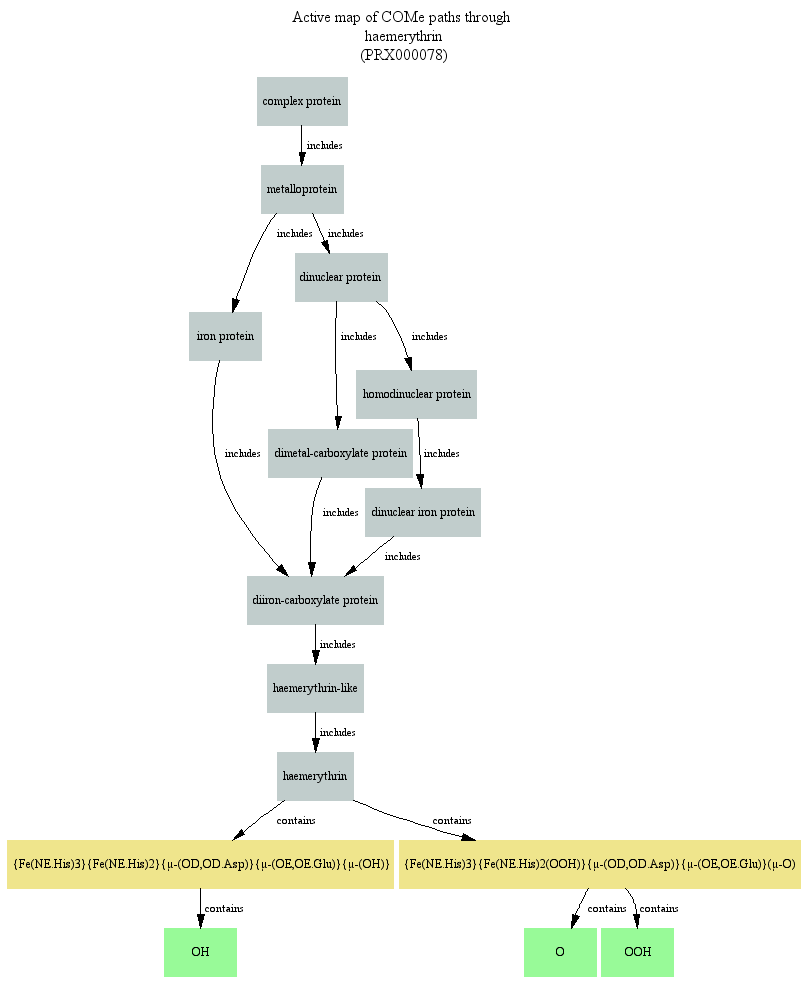 Active map of COMe paths through
haemerythrin
(PRX000078)
complex protein
includes
metalloprotein
includes
includes
dinuclear protein
iron protein
includes
includes
homodinuclear protein
includes
dimetal-carboxylate protein
includes
includes
dinuclear iron protein
includes
diiron-carboxylate protein
includes
haemerythrin-like
includes
haemerythrin
contains
contains
{Fe(NE.His)3}{Fe(NE.His)2}{μ-(OD,OD.Asp)}{μ-(OE,OE.Glu)}{μ-(OH)}
{Fe(NE.His)3}{Fe(NE.His)2(OOH)}{μ-(OD,OD.Asp)}{μ-(OE,OE.Glu)}(μ-O)
contains
contains
contains
OH
O
OOH